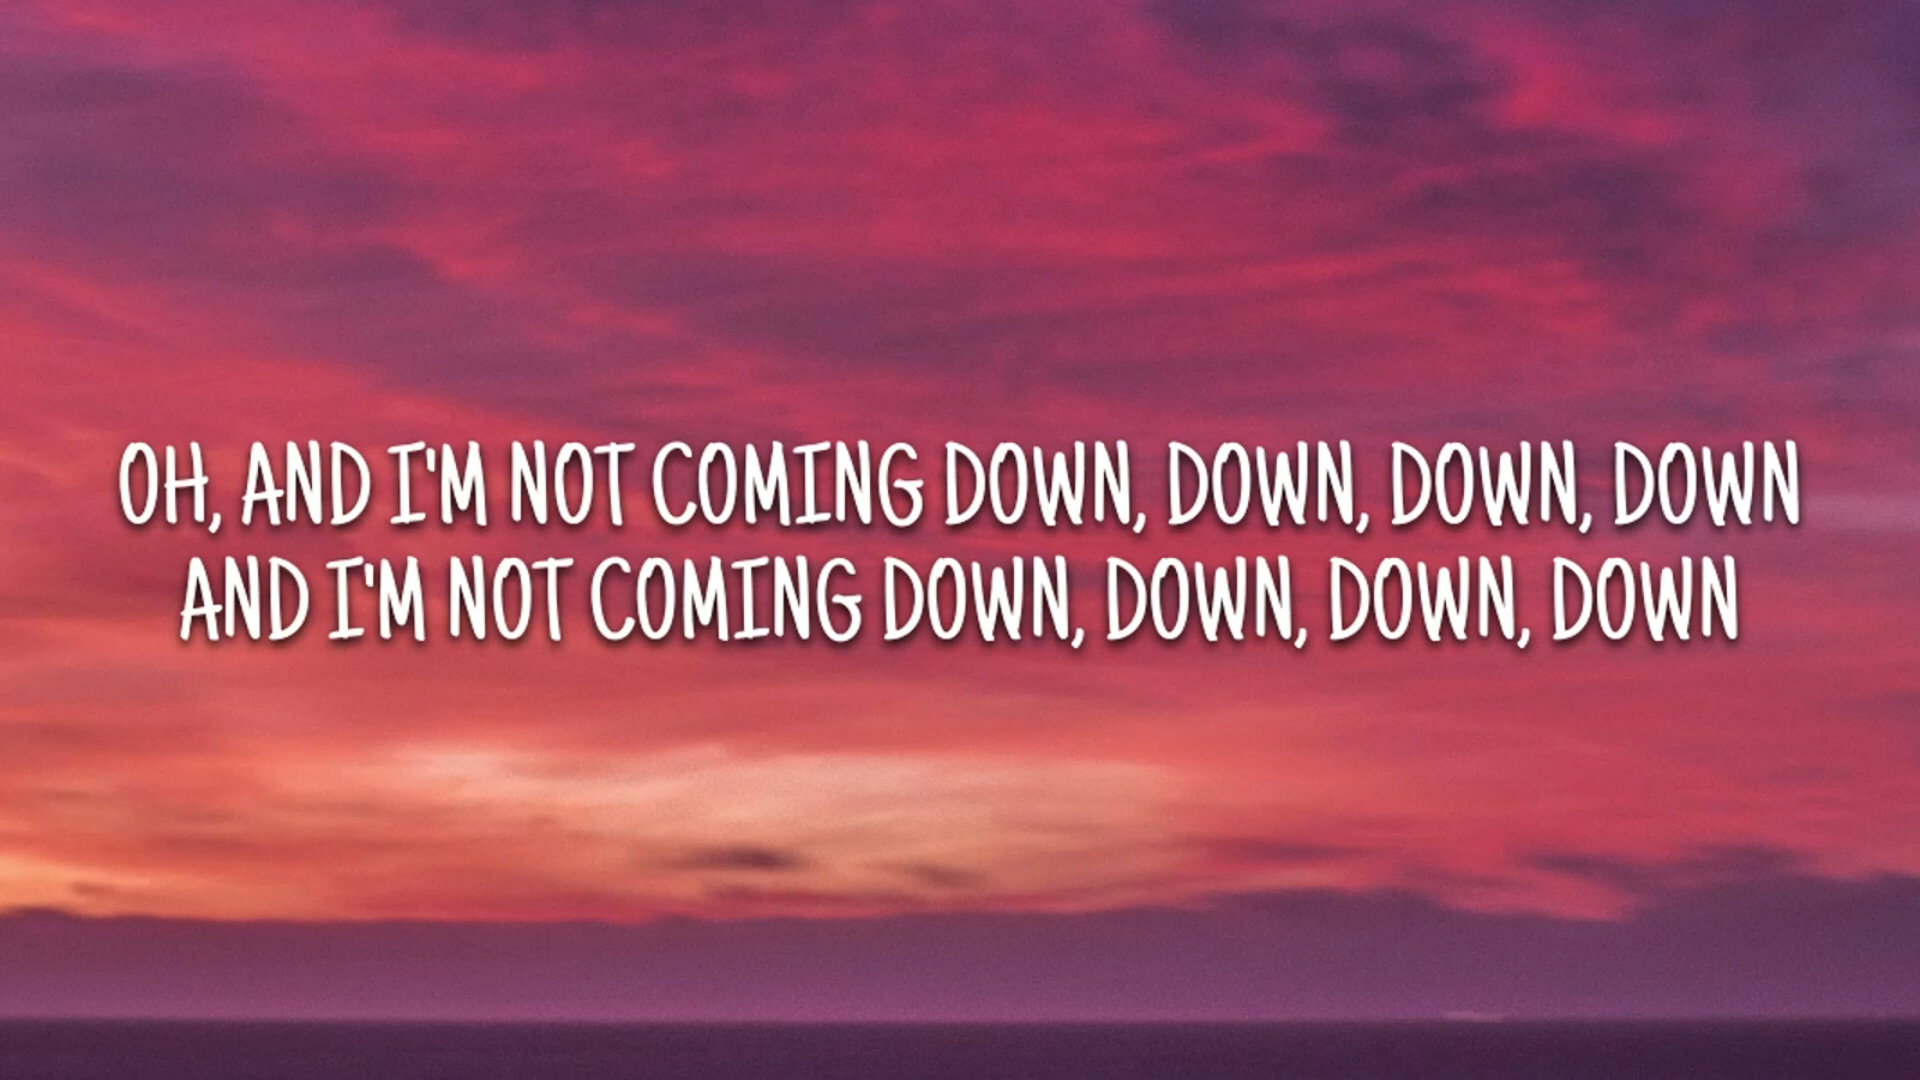 OH, AND I'M NOT COMING DOWN, DOWN, DOWN, DOWN
AND I'M NOT COMING DOWN, DOWN, DOWN, DOWN